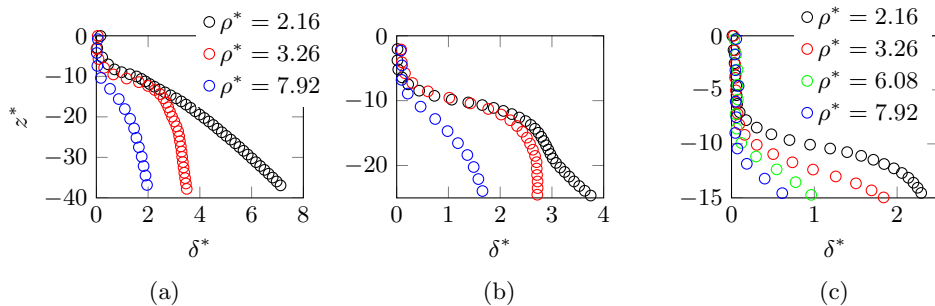 ρ* = 2.16
ρ* = 3.26
ρ* = 7.92
0
−10
−20
−30
−40
z*
0 2 4 6 8
δ*
(a)
0
−10
−20
0 1 2 3 4
δ*
(b)
ρ* = 2.16
ρ* = 3.26
ρ* = 6.08
ρ* = 7.92
0
−5
−10
−15
0 1 2
δ*
(c)